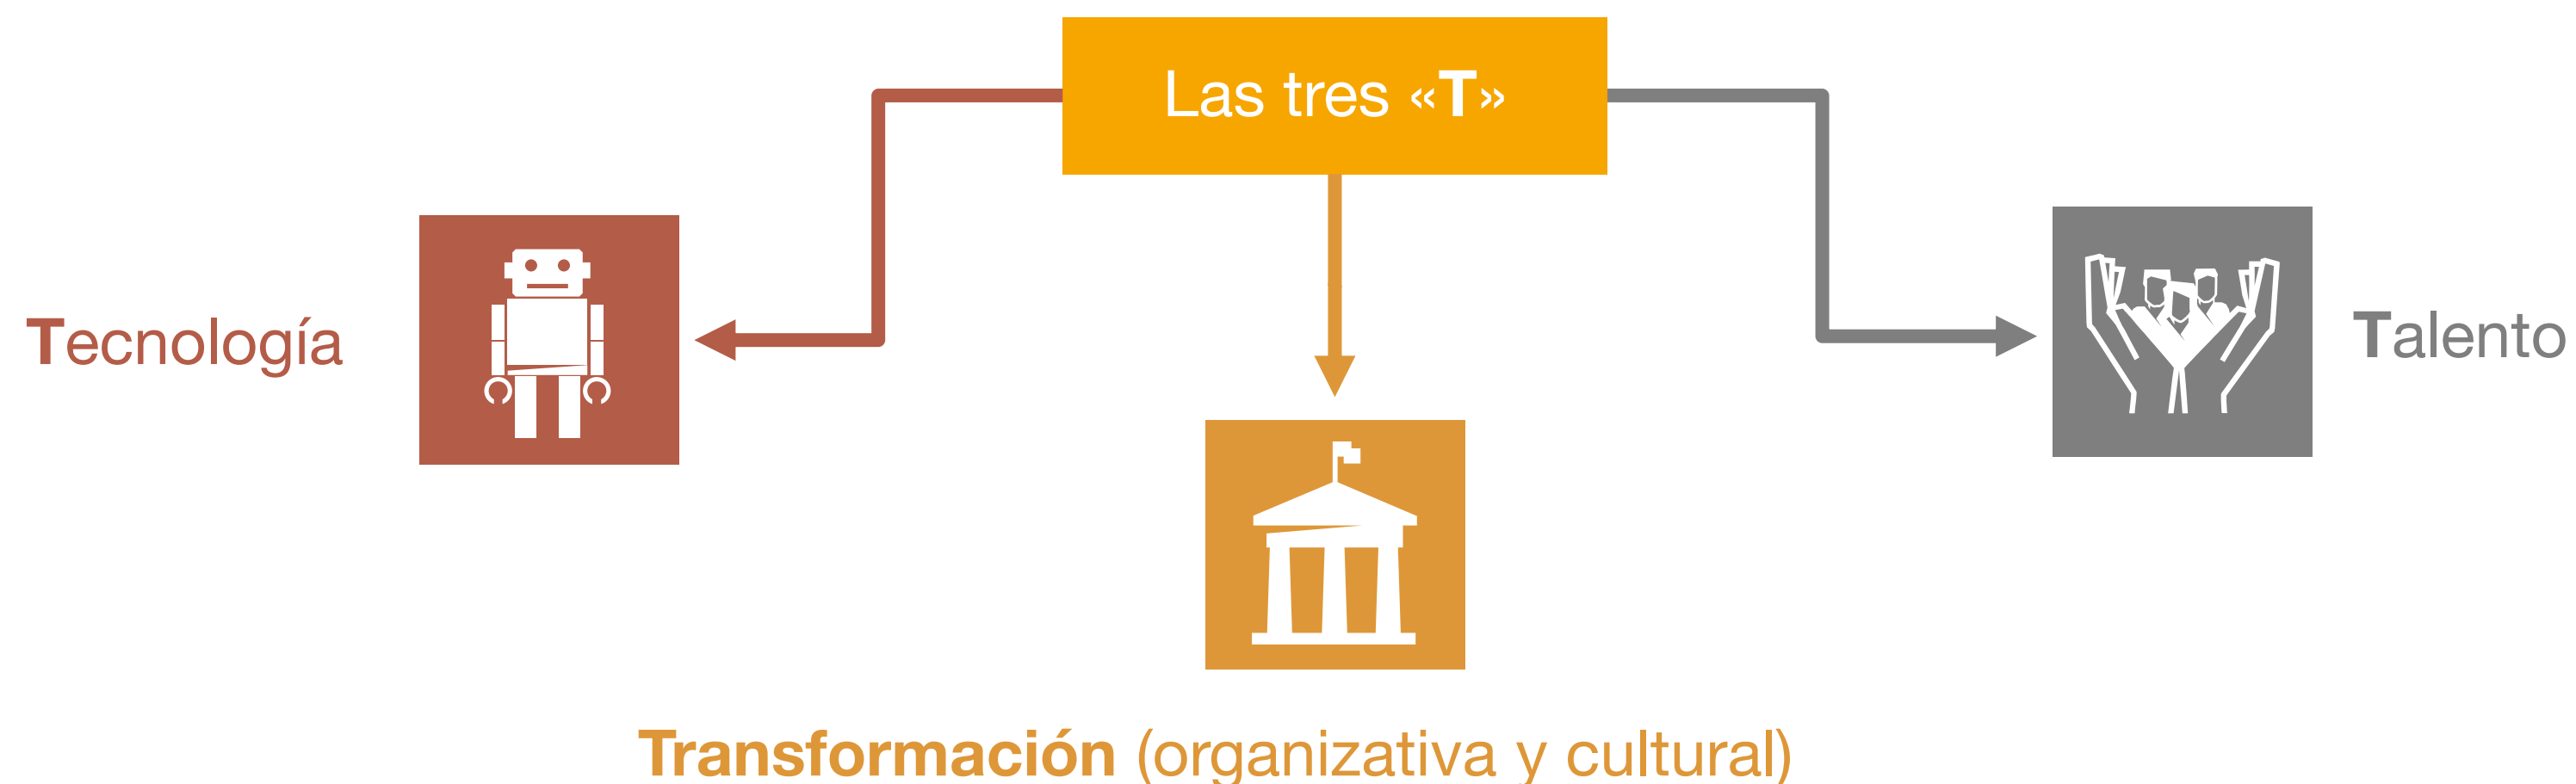 Las tres «T»
Tecnología
Talento
Transformación (organizativa y cultural)